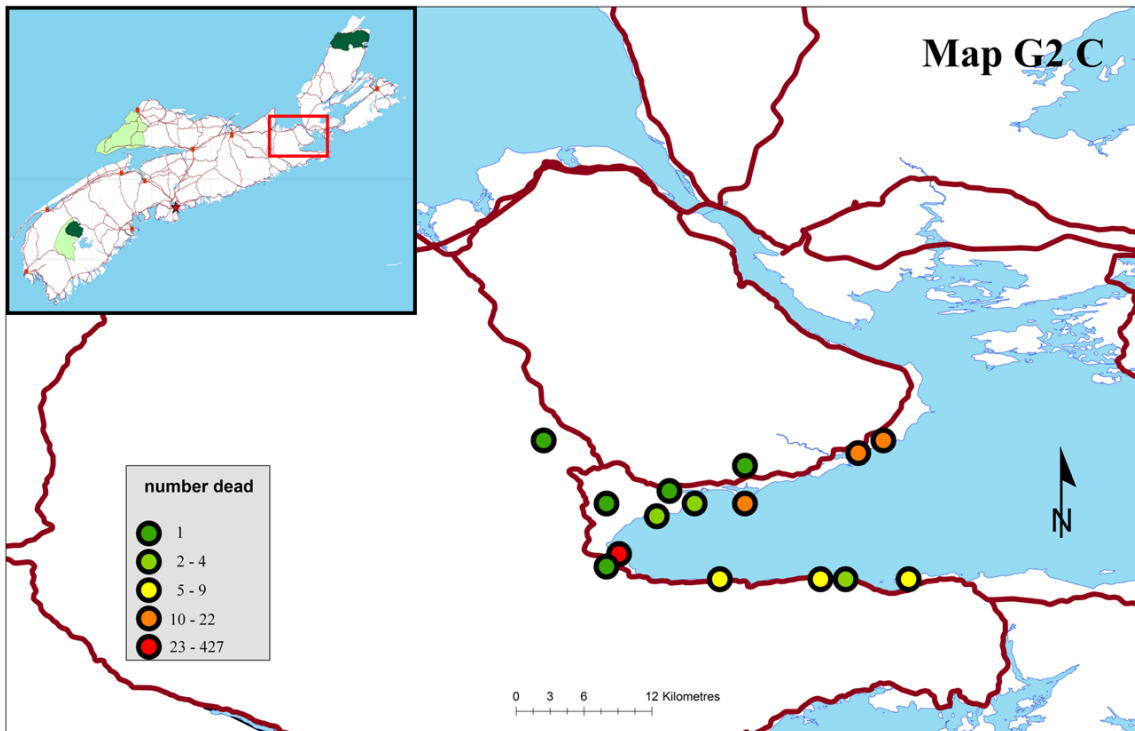 Map G2 C
number dead
1
2 - 4
5 - 9
10 - 22
23 - 427
N
0 3 6 12 Kilometres